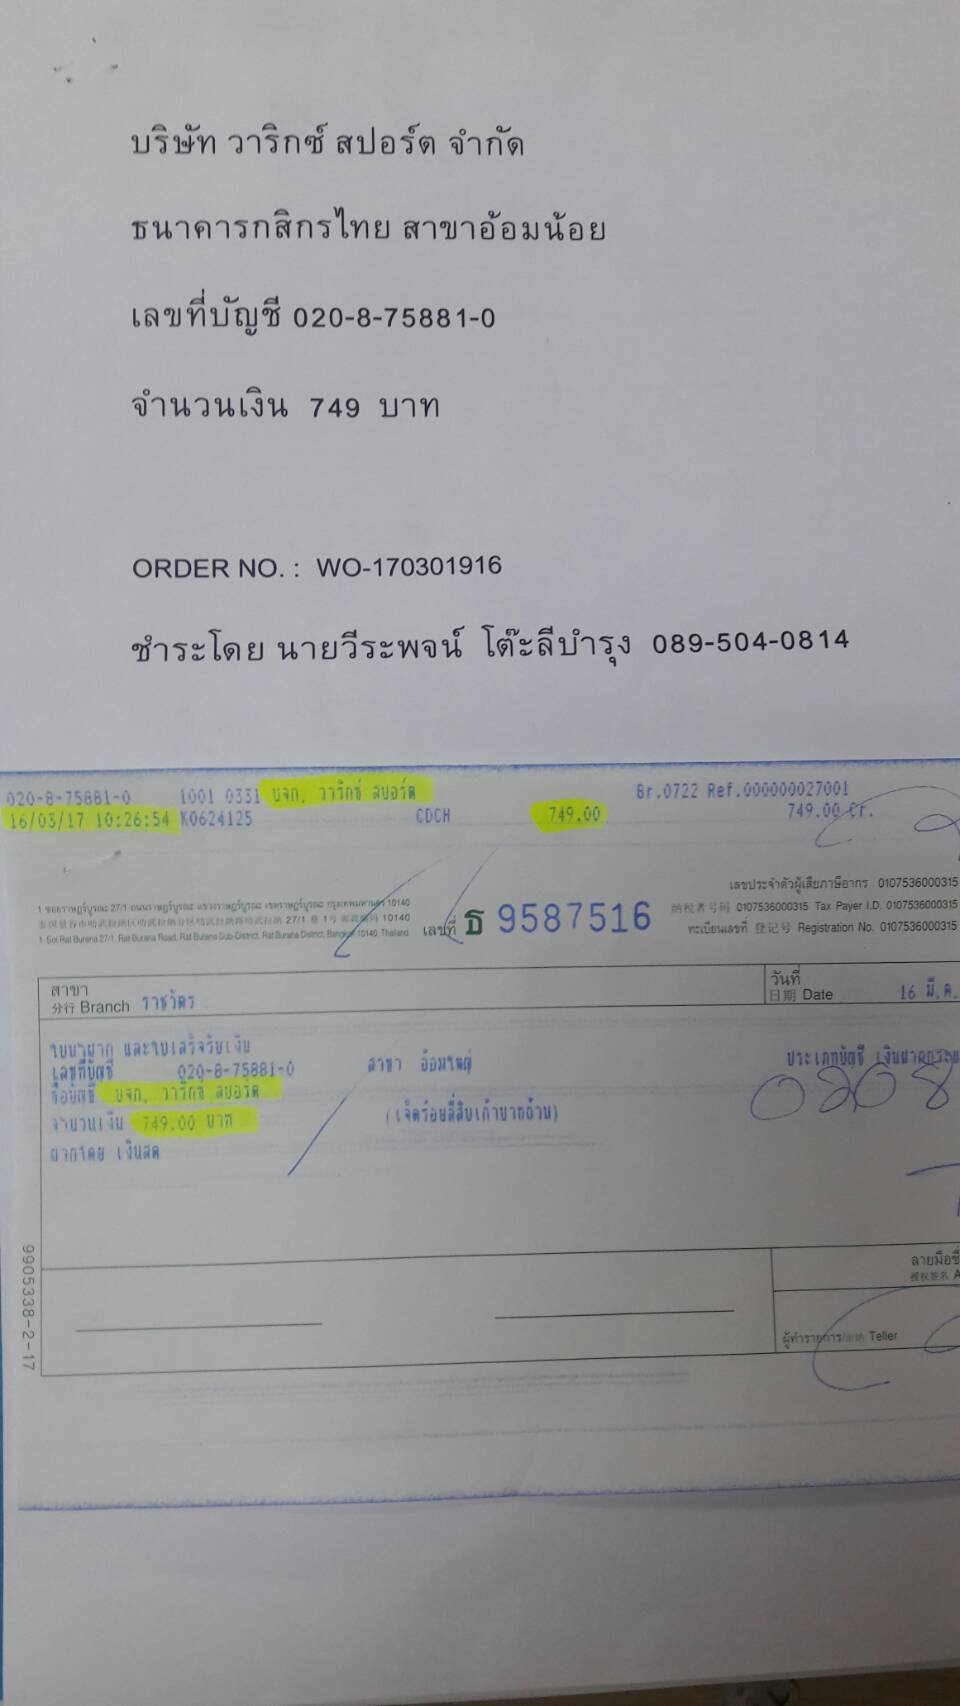 บริษัท วาริกซ์ สปอร์ต จำกัด
ธนาคารกสิกรไทย สาขาอ้อมน้อย
เลขที่บัญชี 020-8-75881-0
จำนวนเงิน 749 บาท
ORDER NO. : WO-170301916
ชำระโดย นายวีระพจน์ โต๊ะลีบำรุง 089-504-0814
020-8-75881-0 1001 0331 บจก. วาริกซ์ สปอร์ต Br.0722 Ref.000000027001
16/03/17 10:26:54 K0624125 CDCH 749.00 749.00 Cr.
เลขประจำตัวผู้เสียภาษีอากร 0107536000315
1 ซอยราษฎร์บูรณะ 27/1 ถนนราษฎร์บูรณะ แขวงราษฎร์บูรณะ เขตราษฎร์บูรณะ กรุงเทพมหานคร 10140
纳税者号码 0107536000315 Tax Payer I.D. 0107536000315
27/1 巷 1号 邮政编码 10140
1 Soi Rat Burana 27/1, Rat Burana Road, Rat Burana Sub-District, Rat Burana District, Bangkok 10140, Thailand
เลขที่ ธ 9587516
ทะเบียนเลขที่ 登记号 Registration No. 0107536000315
สาขา
分行 Branch ราชวัตร
วันที่
日期 Date 16 มี.ค.
ใบนำฝาก และใบเสร็จรับเงิน
เลขที่บัญชี 020-8-75881-0 สาขา อ้อมใหญ่ ประเภทบัญชี เงินฝากกระแ
ชื่อบัญชี บจก. วาริกซ์ สปอร์ต
จำนวนเงิน 749.00 บาท (เจ็ดร้อยสี่สิบเก้าบาทถ้วน)
0208
ฝากโดย เงินสด
9905338-2-17
ลายมือชื
授权签名 A
ผู้ทำรายการ Teller